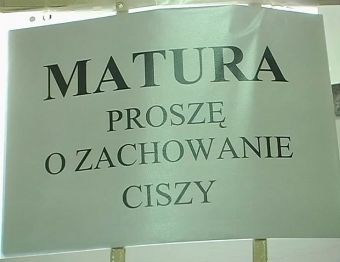 MATURA
PROSZĘ
O ZACHOWANIE
CISZY